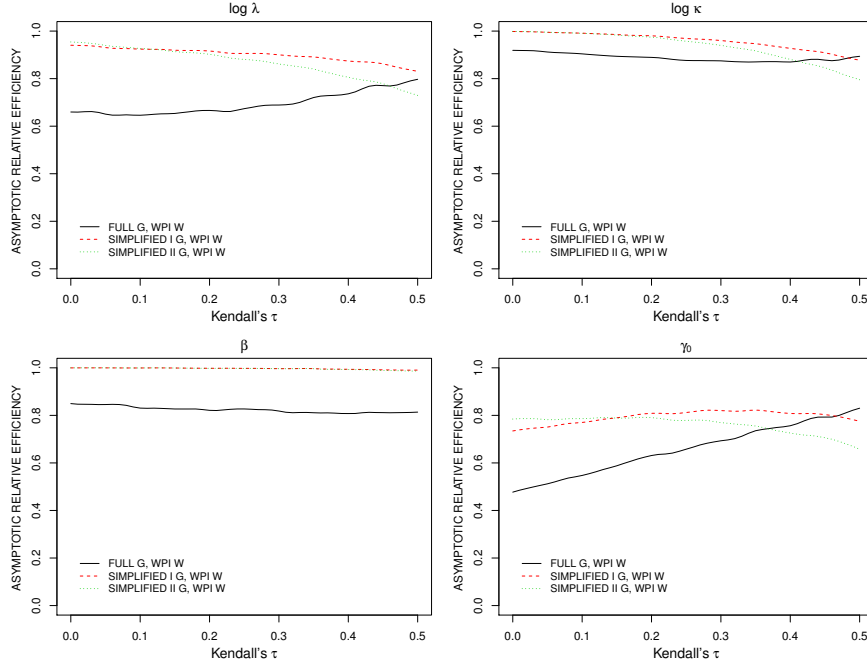 log λ
ASYMPTOTIC RELATIVE EFFICIENCY
1.0
0.8
0.6
0.4
0.2
0.0
FULL G, WPI W
SIMPLIFIED I G, WPI W
SIMPLIFIED II G, WPI W
0.0 0.1 0.2 0.3 0.4 0.5
Kendall's τ
log κ
ASYMPTOTIC RELATIVE EFFICIENCY
1.0
0.8
0.6
0.4
0.2
0.0
FULL G, WPI W
SIMPLIFIED I G, WPI W
SIMPLIFIED II G, WPI W
0.0 0.1 0.2 0.3 0.4 0.5
Kendall's τ
β
ASYMPTOTIC RELATIVE EFFICIENCY
1.0
0.8
0.6
0.4
0.2
0.0
FULL G, WPI W
SIMPLIFIED I G, WPI W
SIMPLIFIED II G, WPI W
0.0 0.1 0.2 0.3 0.4 0.5
Kendall's τ
γ₀
ASYMPTOTIC RELATIVE EFFICIENCY
1.0
0.8
0.6
0.4
0.2
0.0
FULL G, WPI W
SIMPLIFIED I G, WPI W
SIMPLIFIED II G, WPI W
0.0 0.1 0.2 0.3 0.4 0.5
Kendall's τ